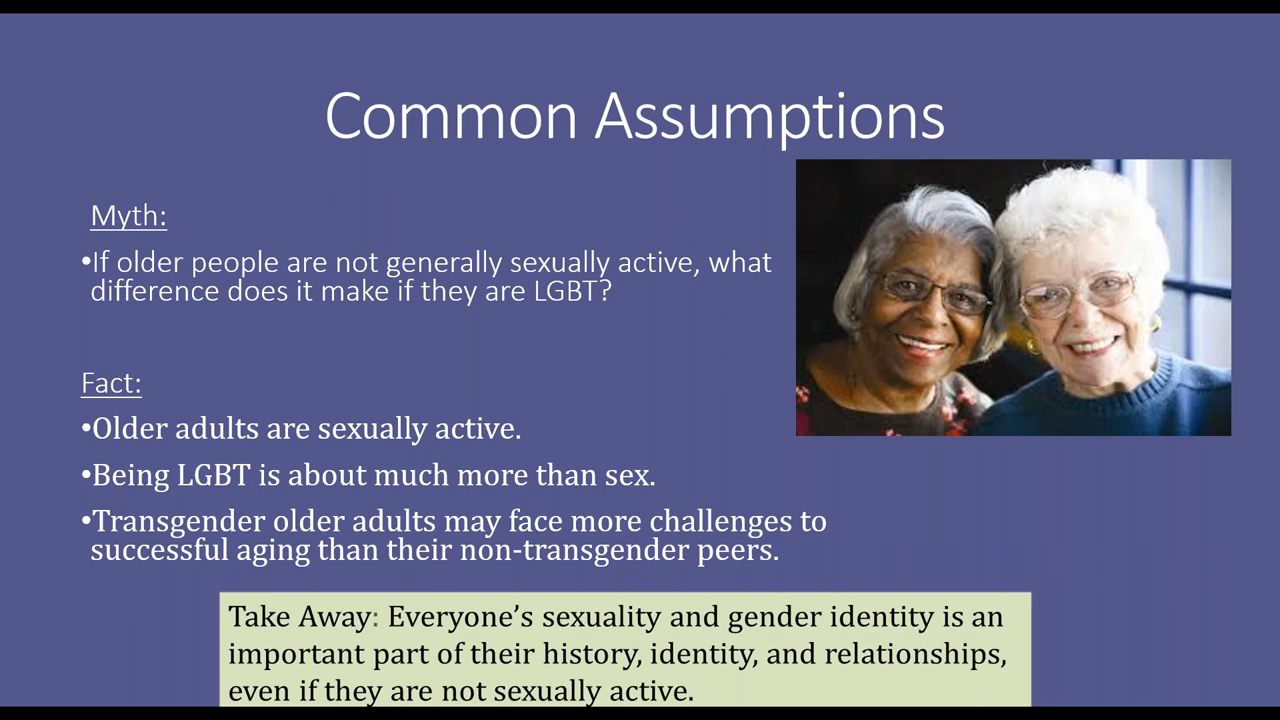 Common Assumptions
Myth:
•If older people are not generally sexually active, what
difference does it make if they are LGBT?
Fact:
•Older adults are sexually active.
•Being LGBT is about much more than sex.
•Transgender older adults may face more challenges to
successful aging than their non-transgender peers.
Take Away: Everyone’s sexuality and gender identity is an
important part of their history, identity, and relationships,
even if they are not sexually active.